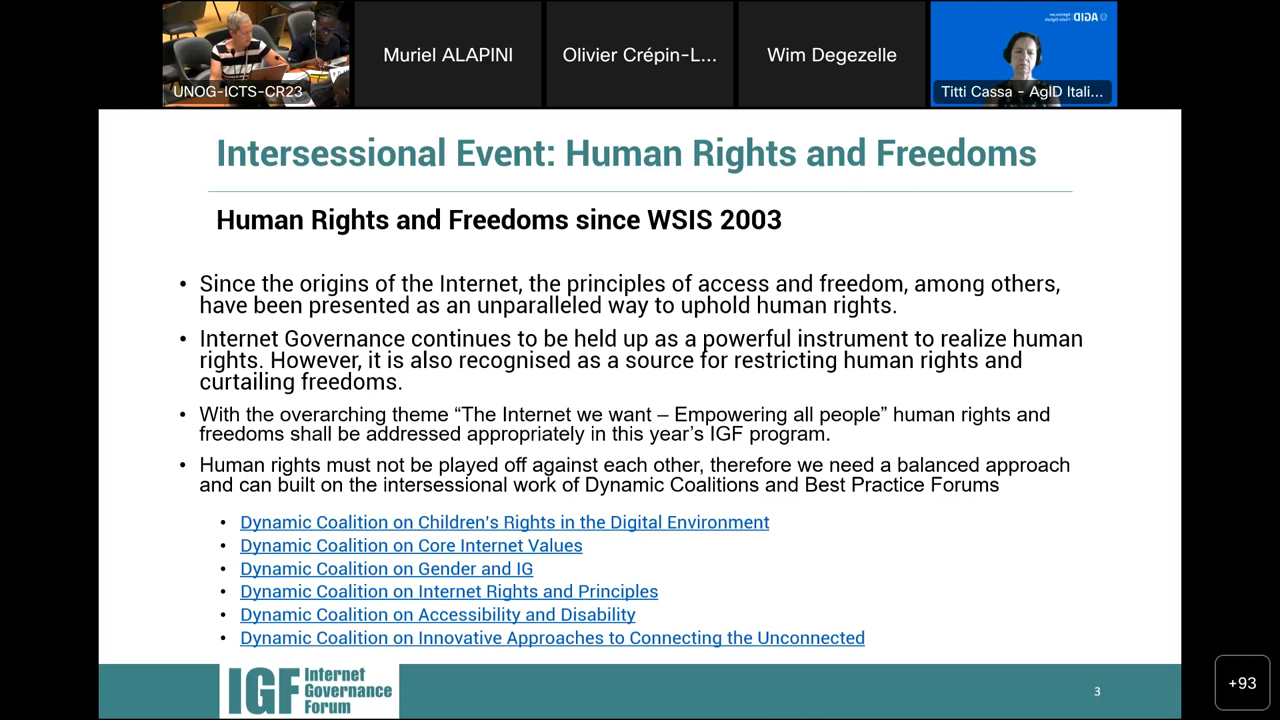 UNOG-ICTS-CR23
Muriel ALAPINI
Olivier Crépin-L...
Wim Degezelle
AGID
Titti Cassa - AgID Itali...
Intersessional Event: Human Rights and Freedoms
Human Rights and Freedoms since WSIS 2003
• Since the origins of the Internet, the principles of access and freedom, among others,
have been presented as an unparalleled way to uphold human rights.
• Internet Governance continues to be held up as a powerful instrument to realize human
rights. However, it is also recognised as a source for restricting human rights and
curtailing freedoms.
• With the overarching theme “The Internet we want – Empowering all people” human rights and
freedoms shall be addressed appropriately in this year’s IGF program.
• Human rights must not be played off against each other, therefore we need a balanced approach
and can built on the intersessional work of Dynamic Coalitions and Best Practice Forums
• Dynamic Coalition on Children's Rights in the Digital Environment
• Dynamic Coalition on Core Internet Values
• Dynamic Coalition on Gender and IG
• Dynamic Coalition on Internet Rights and Principles
• Dynamic Coalition on Accessibility and Disability
• Dynamic Coalition on Innovative Approaches to Connecting the Unconnected
IGF Internet
Governance
Forum
3
+93